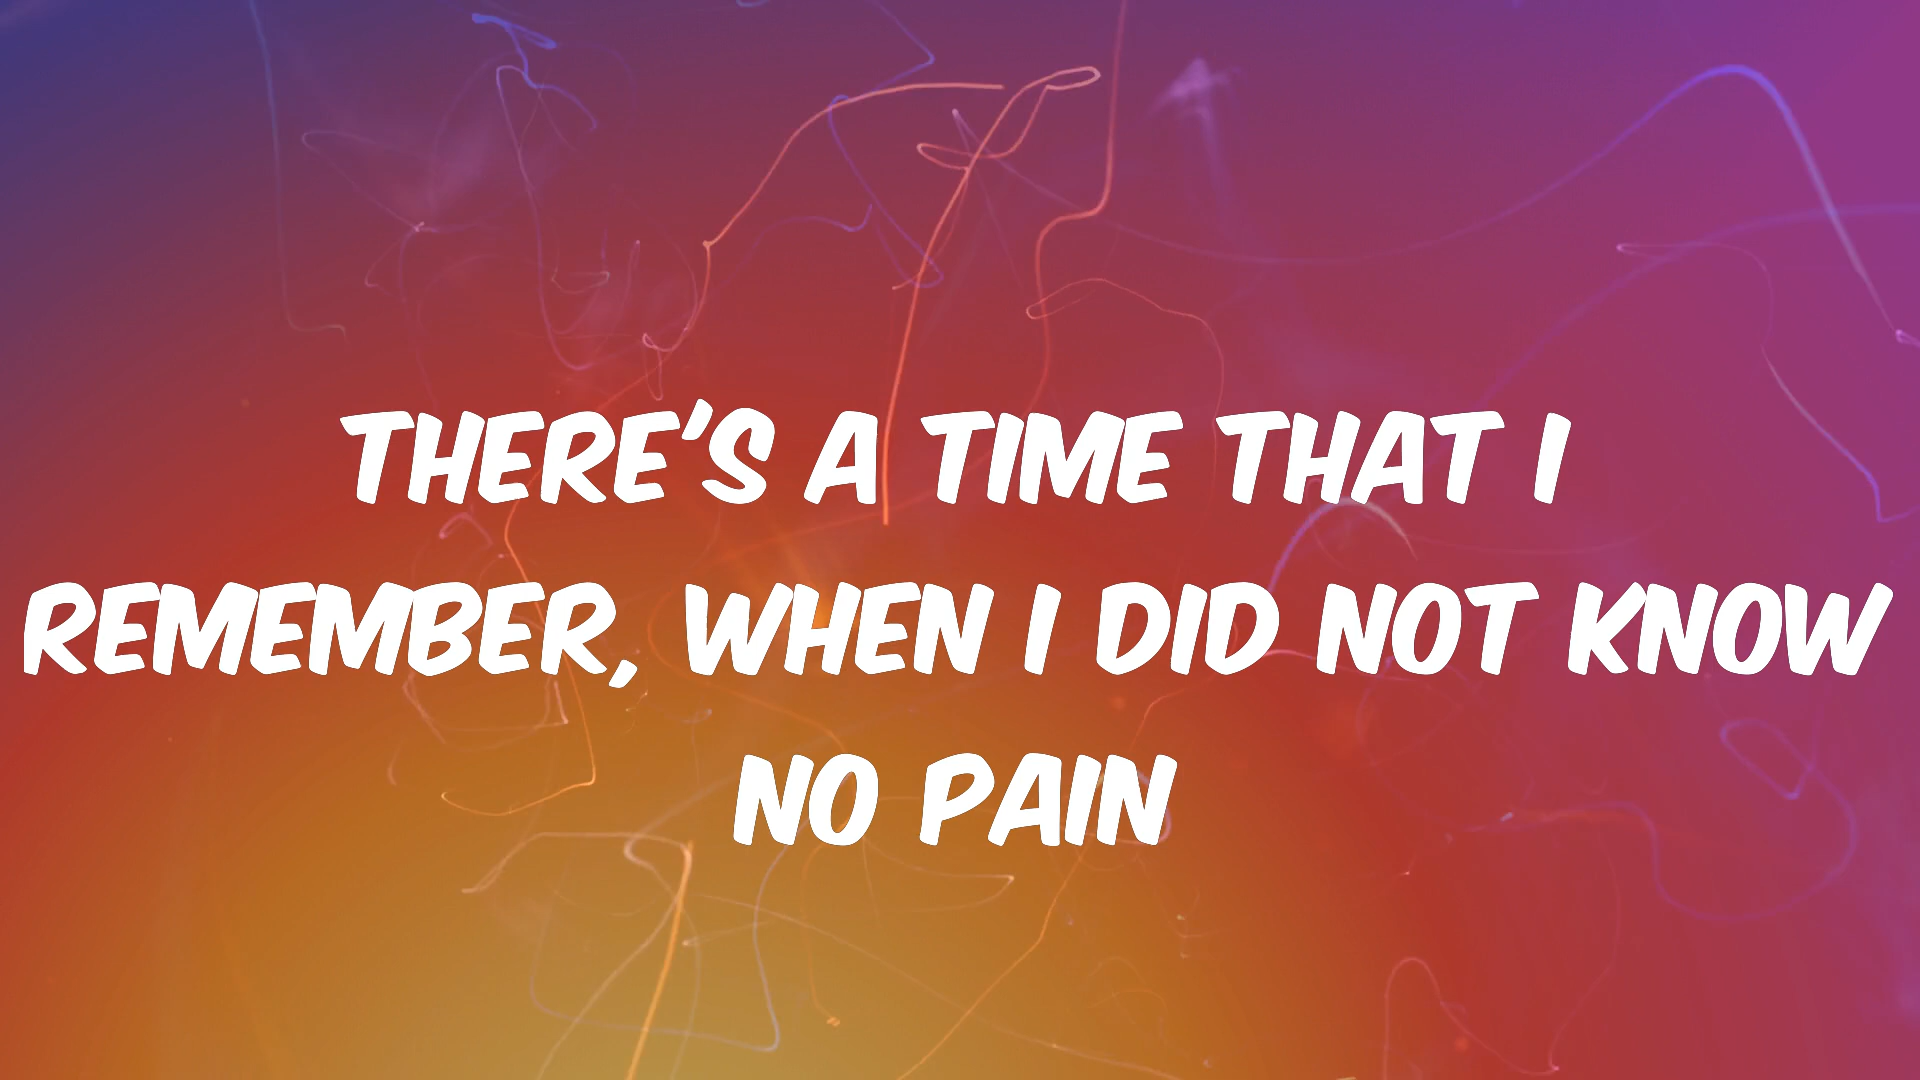 THERE'S A TIME THAT I
REMEMBER, WHEN I DID NOT KNOW
NO PAIN